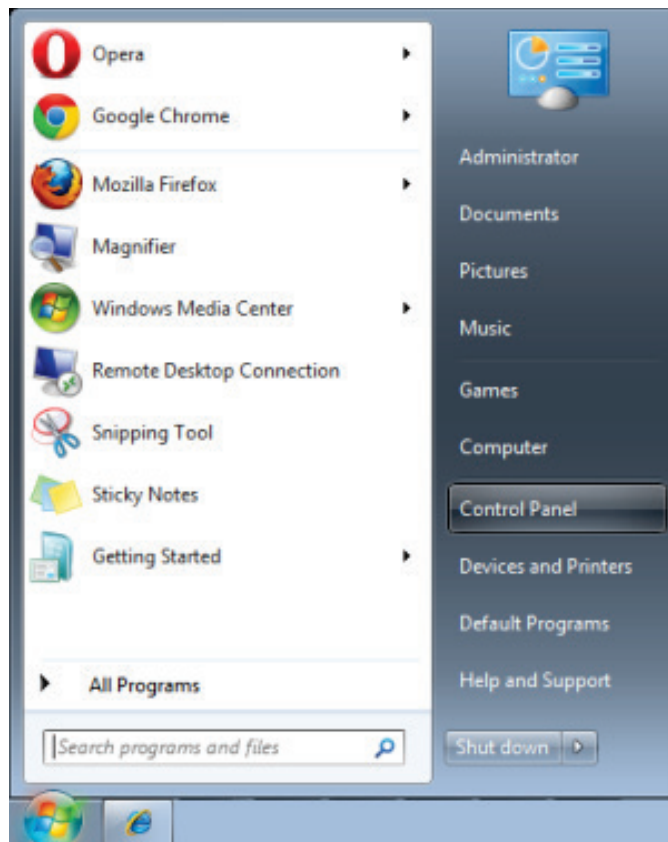 Opera
Google Chrome
Mozilla Firefox
Magnifier
Windows Media Center
Remote Desktop Connection
Snipping Tool
Sticky Notes
Getting Started
All Programs
Search programs and files
Administrator
Documents
Pictures
Music
Games
Computer
Control Panel
Devices and Printers
Default Programs
Help and Support
Shut down